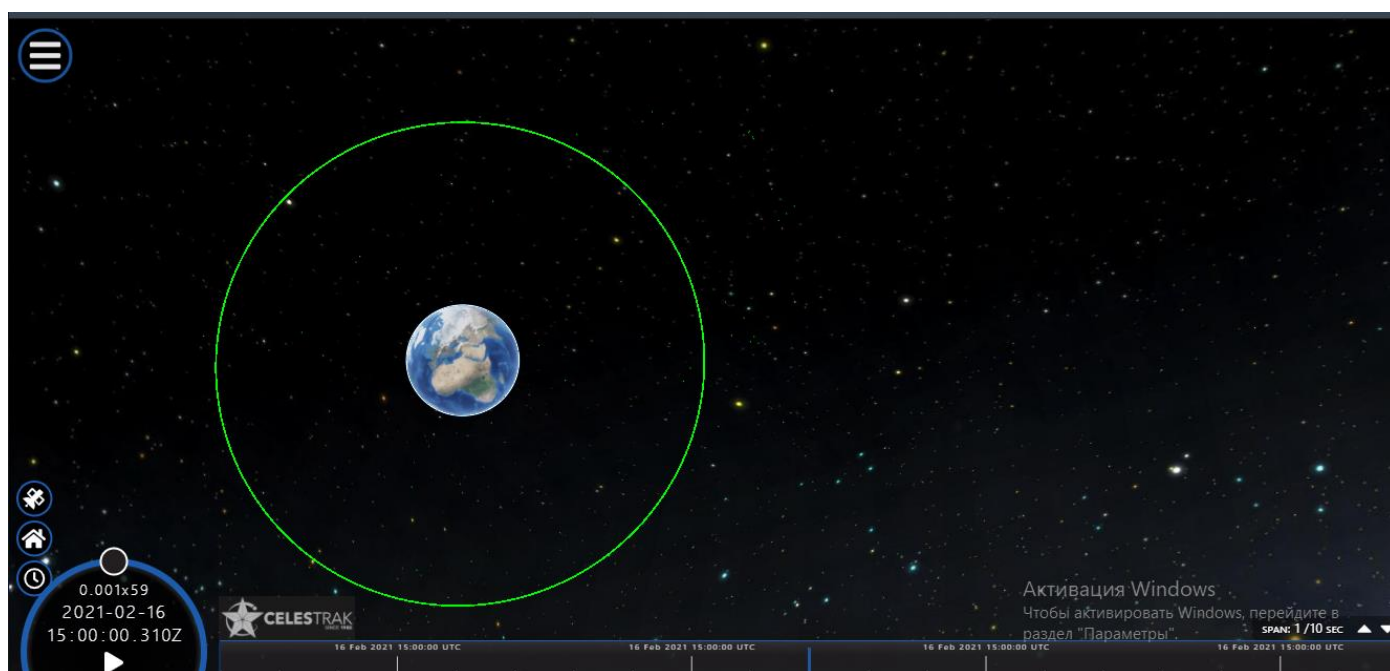 0.001x59
2021-02-16
15:00:00.310Z
CELESTRAK
Активация Windows
Чтобы активировать Windows, перейдите в
раздел "Параметры".
SPAN: 1/10 SEC
16 Feb 2021 15:00:00 UTC
16 Feb 2021 15:00:00 UTC
16 Feb 2021 15:00:00 UTC
16 Feb 2021 15:00:00 UTC